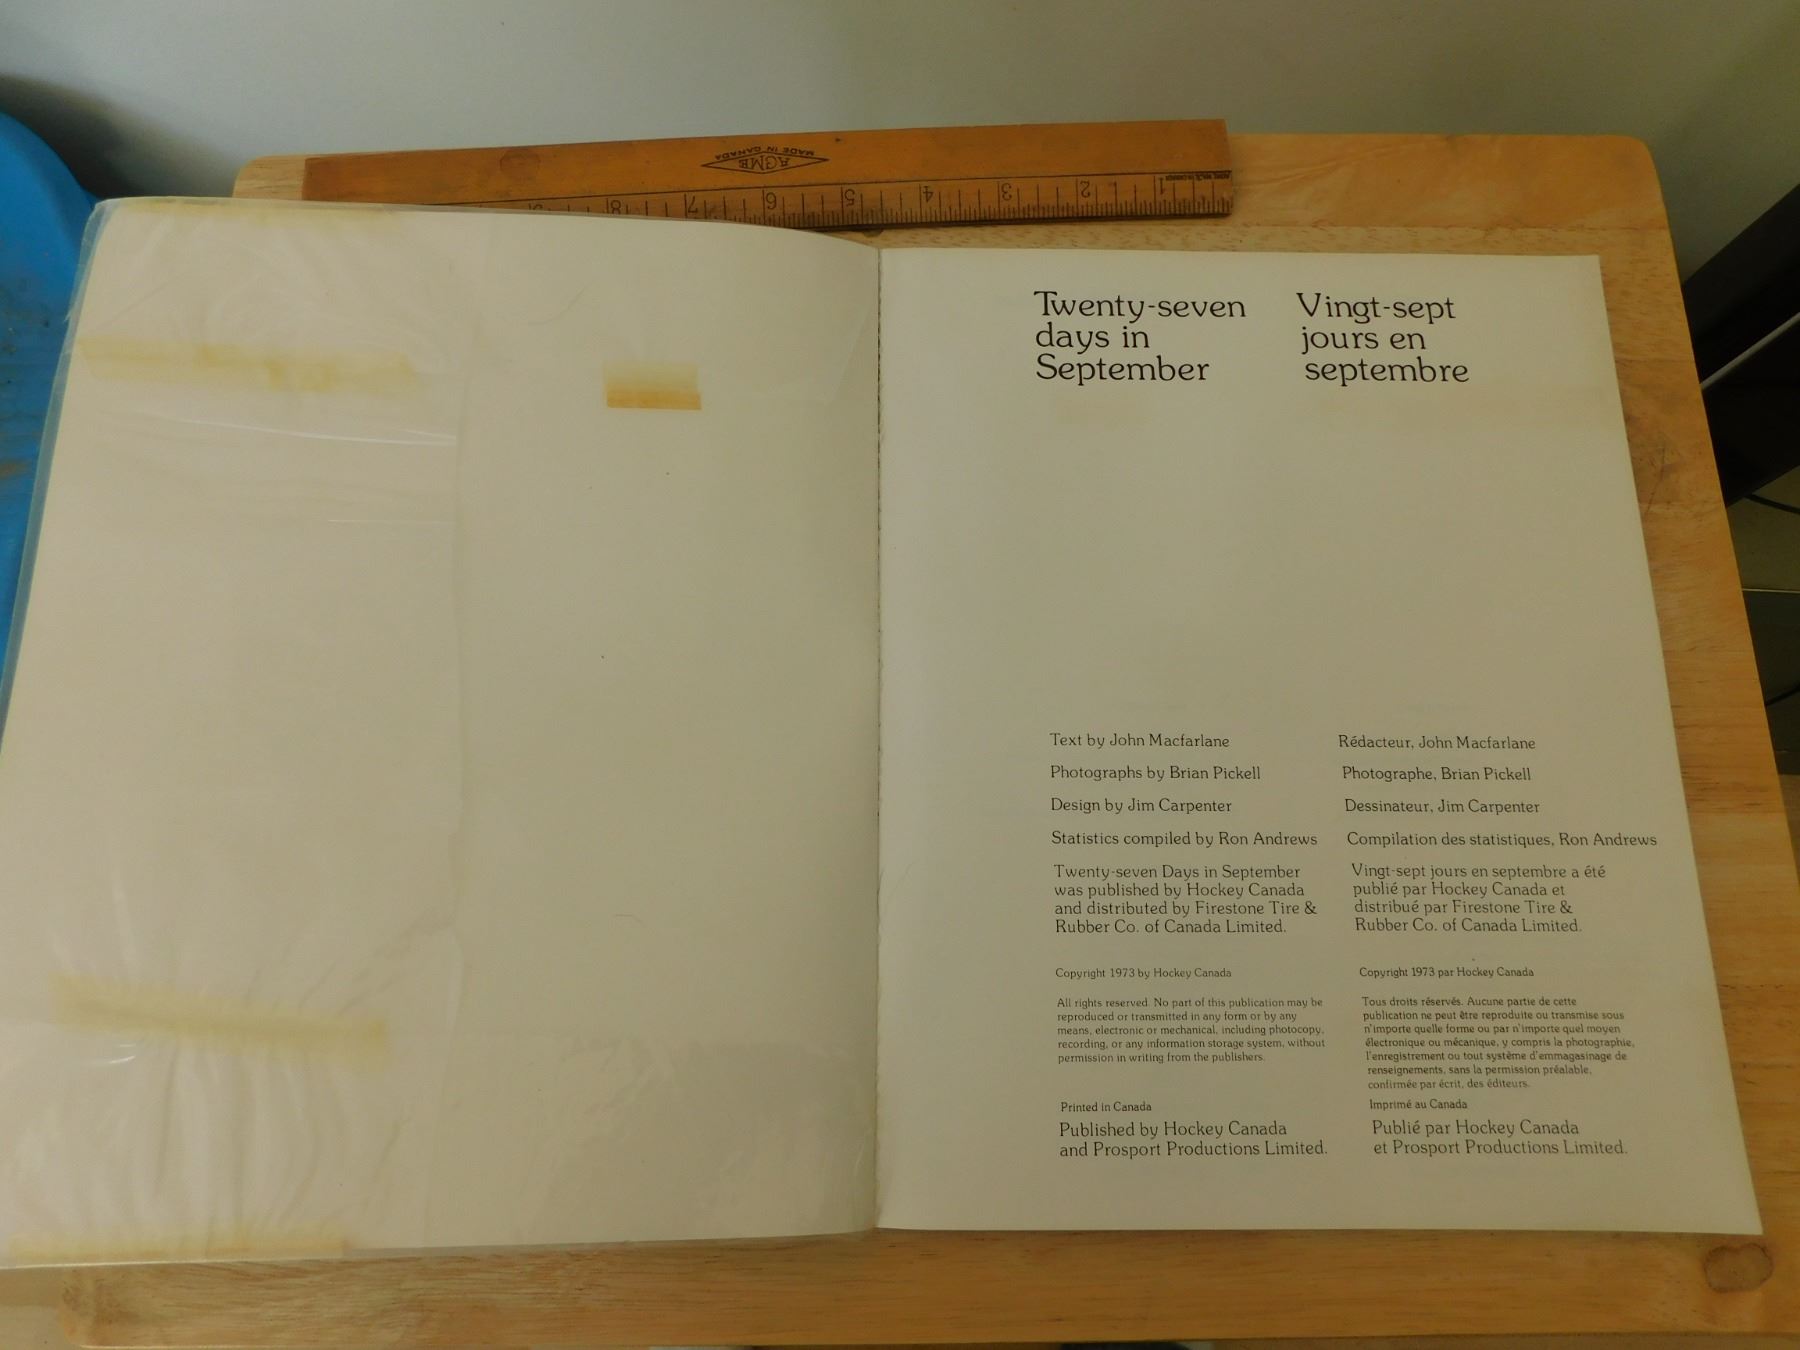 ACME
MADE IN CANADA
8 7 6 5 4 3 2 1
Twenty-seven
days in
September
Vingt-sept
jours en
septembre
Text by John Macfarlane
Photographs by Brian Pickell
Design by Jim Carpenter
Statistics compiled by Ron Andrews
Twenty-seven Days in September
was published by Hockey Canada
and distributed by Firestone Tire &
Rubber Co. of Canada Limited.
Copyright 1973 by Hockey Canada
All rights reserved. No part of this publication may be
reproduced or transmitted in any form or by any
means, electronic or mechanical, including photocopy,
recording, or any information storage system, without
permission in writing from the publishers.
Printed in Canada
Published by Hockey Canada
and Prosport Productions Limited.
Rédacteur, John Macfarlane
Photographe, Brian Pickell
Dessinateur, Jim Carpenter
Compilation des statistiques, Ron Andrews
Vingt-sept jours en septembre a été
publié par Hockey Canada et
distribué par Firestone Tire &
Rubber Co. of Canada Limited.
Copyright 1973 par Hockey Canada
Tous droits réservés. Aucune partie de cette
publication ne peut être reproduite ou transmise sous
n'importe quelle forme ou par n'importe quel moyen
électronique ou mécanique, y compris la photographie,
l'enregistrement ou tout système d'emmagasinage de
renseignements, sans la permission préalable,
confirmée par écrit, des éditeurs.
Imprimé au Canada
Publié par Hockey Canada
et Prosport Productions Limited.